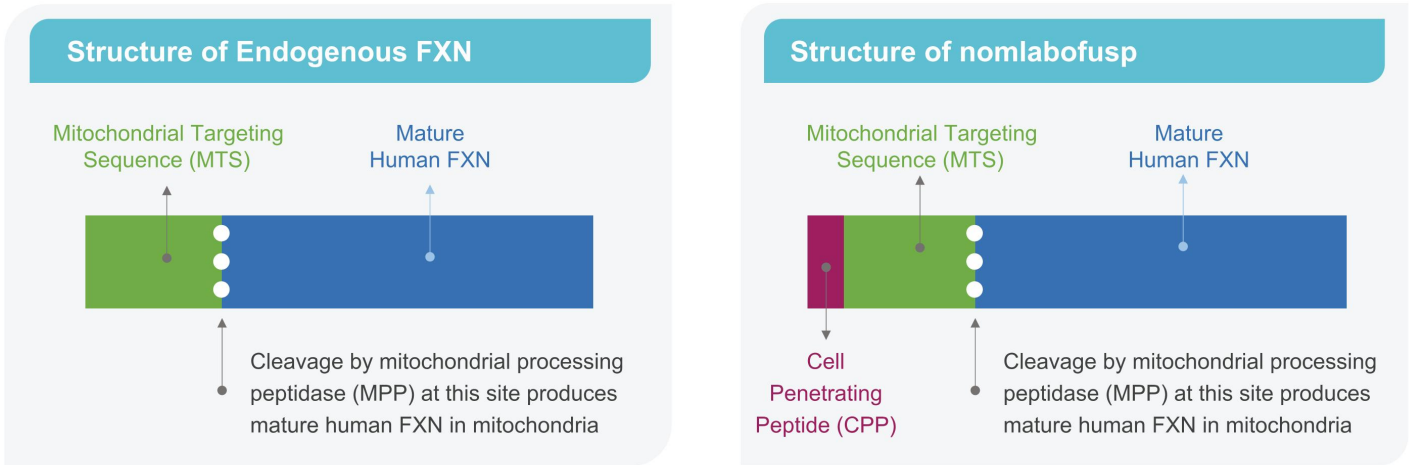 Structure of Endogenous FXN
Mitochondrial Targeting
Sequence (MTS)
Mature
Human FXN
Cleavage by mitochondrial processing
peptidase (MPP) at this site produces
mature human FXN in mitochondria
Structure of nomlabofusp
Mitochondrial Targeting
Sequence (MTS)
Mature
Human FXN
Cell
Penetrating
Peptide (CPP)
Cleavage by mitochondrial processing
peptidase (MPP) at this site produces
mature human FXN in mitochondria